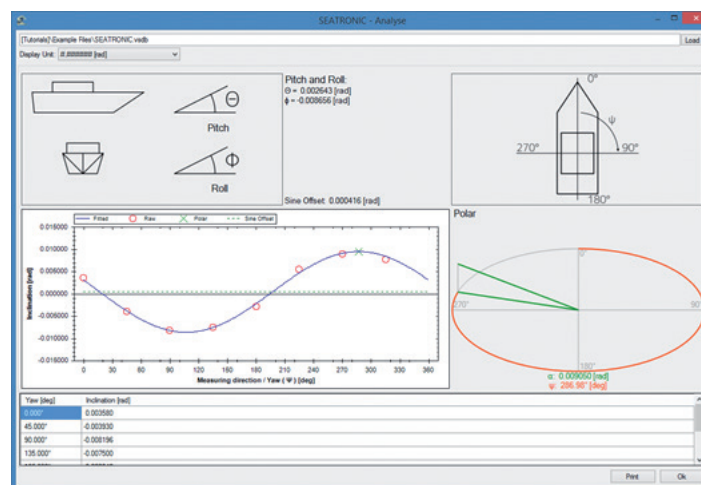 SEATRONIC - Analyse
[Tutorials]\Example Files\SEATRONIC.vsdb
Load
Display Unit: #.####### [rad]
Θ
Pitch
Φ
Roll
Pitch and Roll:
Θ = 0.002643 [rad]
ϕ = -0.008656 [rad]
Sine Offset: 0.000416 [rad]
0°
ψ
270°
90°
180°
Fitted Raw Polar Sine Offset
Inclination [rad]
0.015000
0.010000
0.005000
0.000000
-0.005000
-0.010000
-0.015000
0 30 60 90 120 150 180 210 240 270 300 330 360
Measuring direction / Yaw ( Ψ ) [deg]
Polar
0°
270°
90°
180°
α: 0.009050 [rad]
ψ: 286.98° [deg]
Yaw [deg] Inclination [rad]
0.000° 0.003580
45.000° -0.003930
90.000° -0.008196
135.000° -0.007500
Print
Ok